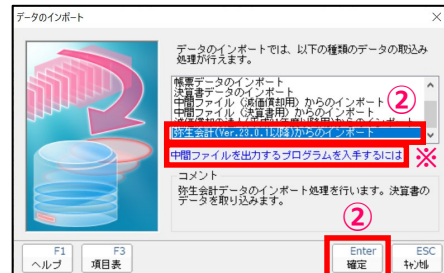 データのインポート
データのインポートでは、以下の種類のデータの取込み
処理が行えます。
帳票データのインポート
決算書データのインポート
中間ファイル（減価償却用）からのインポート
中間ファイル（決算書用）からのインポート
②
弥生会計(Ver.23.0.1以降)からのインポート
中間ファイルを出力するプログラムを入手するには
※
コメント
弥生会計データのインポート処理を行います。決算書の
データを取り込みます。
②
F1
ヘルプ
F3
項目表
Enter
確定
ESC
ｷｬﾝｾﾙ